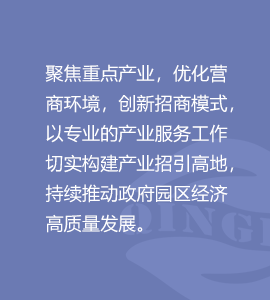 聚焦重点产业，优化营
商环境，创新招商模式，
以专业的产业服务工作
切实构建产业招引高地，
持续推动政府园区经济
高质量发展。